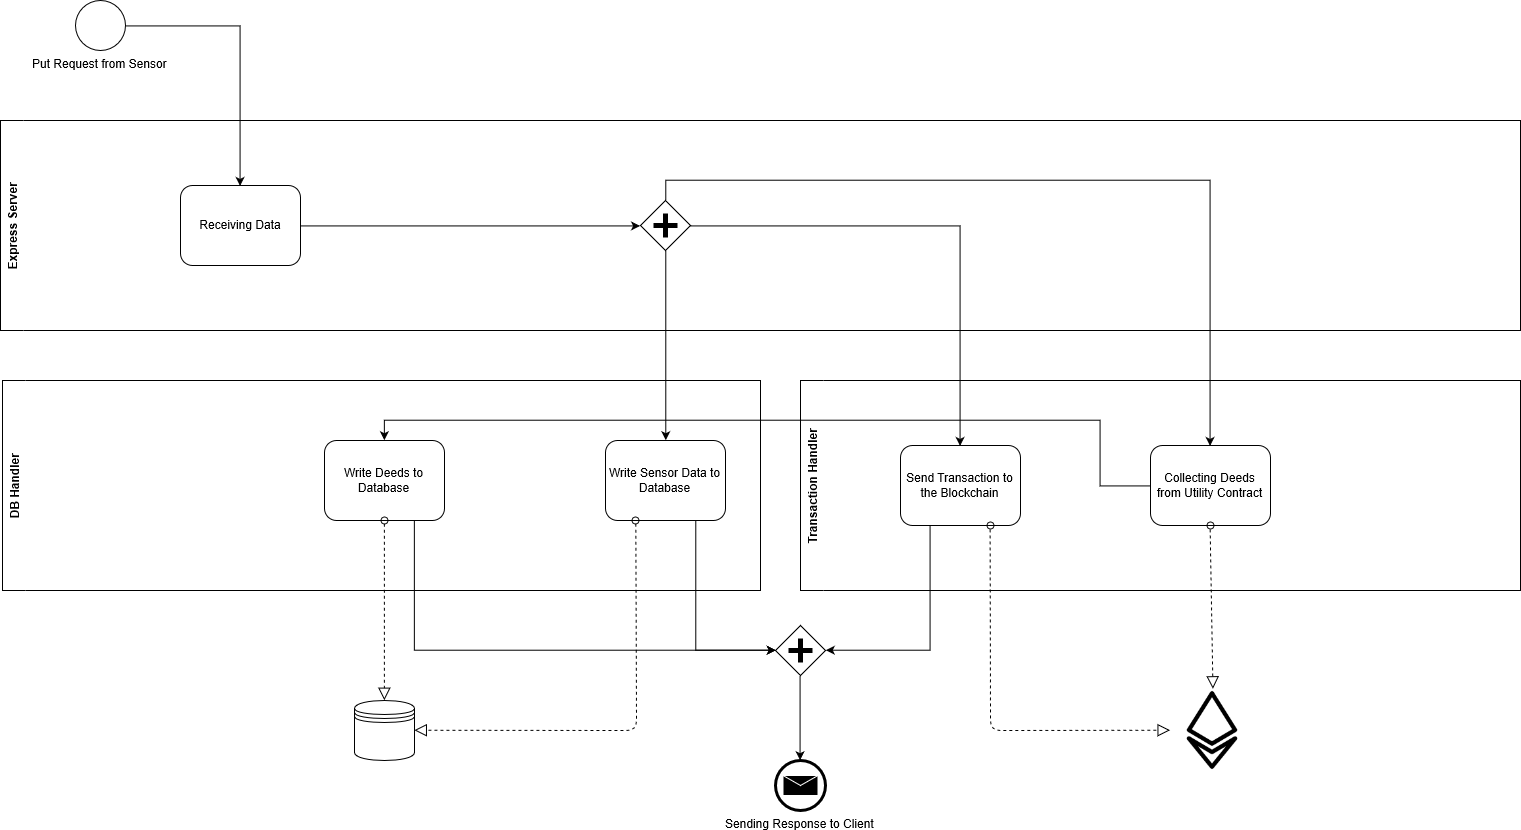 Put Request from Sensor
Express Server
Receiving Data
DB Handler
Write Deeds to
Database
Write Sensor Data to
Database
Transaction Handler
Send Transaction to
the Blockchain
Collecting Deeds
from Utility Contract
Sending Response to Client